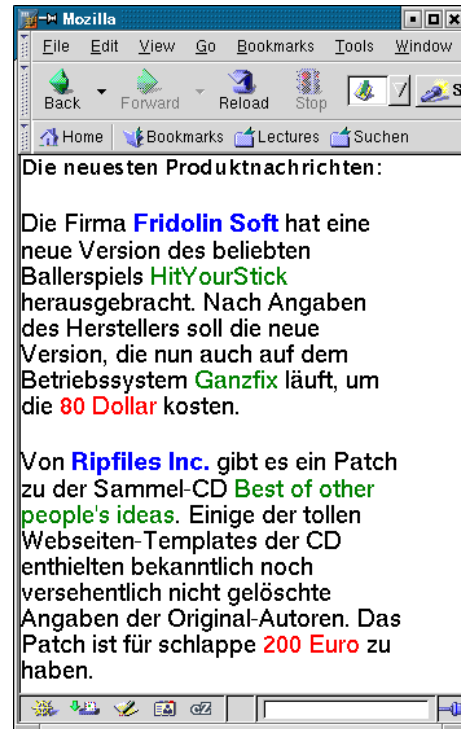 Mozilla
File Edit View Go Bookmarks Tools Window
Back Forward Reload Stop S
Home Bookmarks Lectures Suchen
Die neuesten Produktnachrichten:
Die Firma Fridolin Soft hat eine
neue Version des beliebten
Ballerspiels HitYourStick
herausgebracht. Nach Angaben
des Herstellers soll die neue
Version, die nun auch auf dem
Betriebssystem Ganzfix läuft, um
die 80 Dollar kosten.
Von Ripfiles Inc. gibt es ein Patch
zu der Sammel-CD Best of other
people's ideas. Einige der tollen
Webseiten-Templates der CD
enthielten bekanntlich noch
versehentlich nicht gelöschte
Angaben der Original-Autoren. Das
Patch ist für schlappe 200 Euro zu
haben.